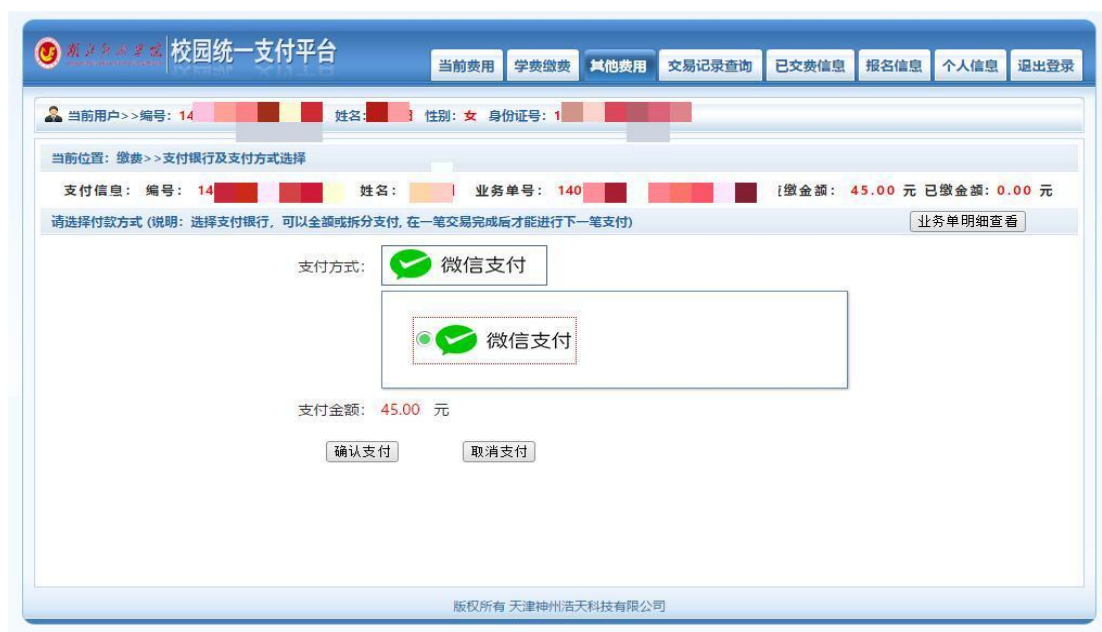 校园统一支付平台
当前费用 学费缴费 其他费用 交易记录查询 已交费信息 报名信息 个人信息 退出登录
当前用户>>编号: 14 姓名: 性别: 女 身份证号: 1
当前位置: 缴费>>支付银行及支付方式选择
支付信息: 编号: 14 姓名: 业务单号: 140 缴金额: 45.00 元 已缴金额: 0.00 元
请选择付款方式 (说明: 选择支付银行, 可以全额或拆分支付, 在一笔交易完成后才能进行下一笔支付) 业务单明细查看
支付方式: 微信支付
微信支付
支付金额: 45.00 元
确认支付 取消支付
版权所有 天津神州浩天科技有限公司